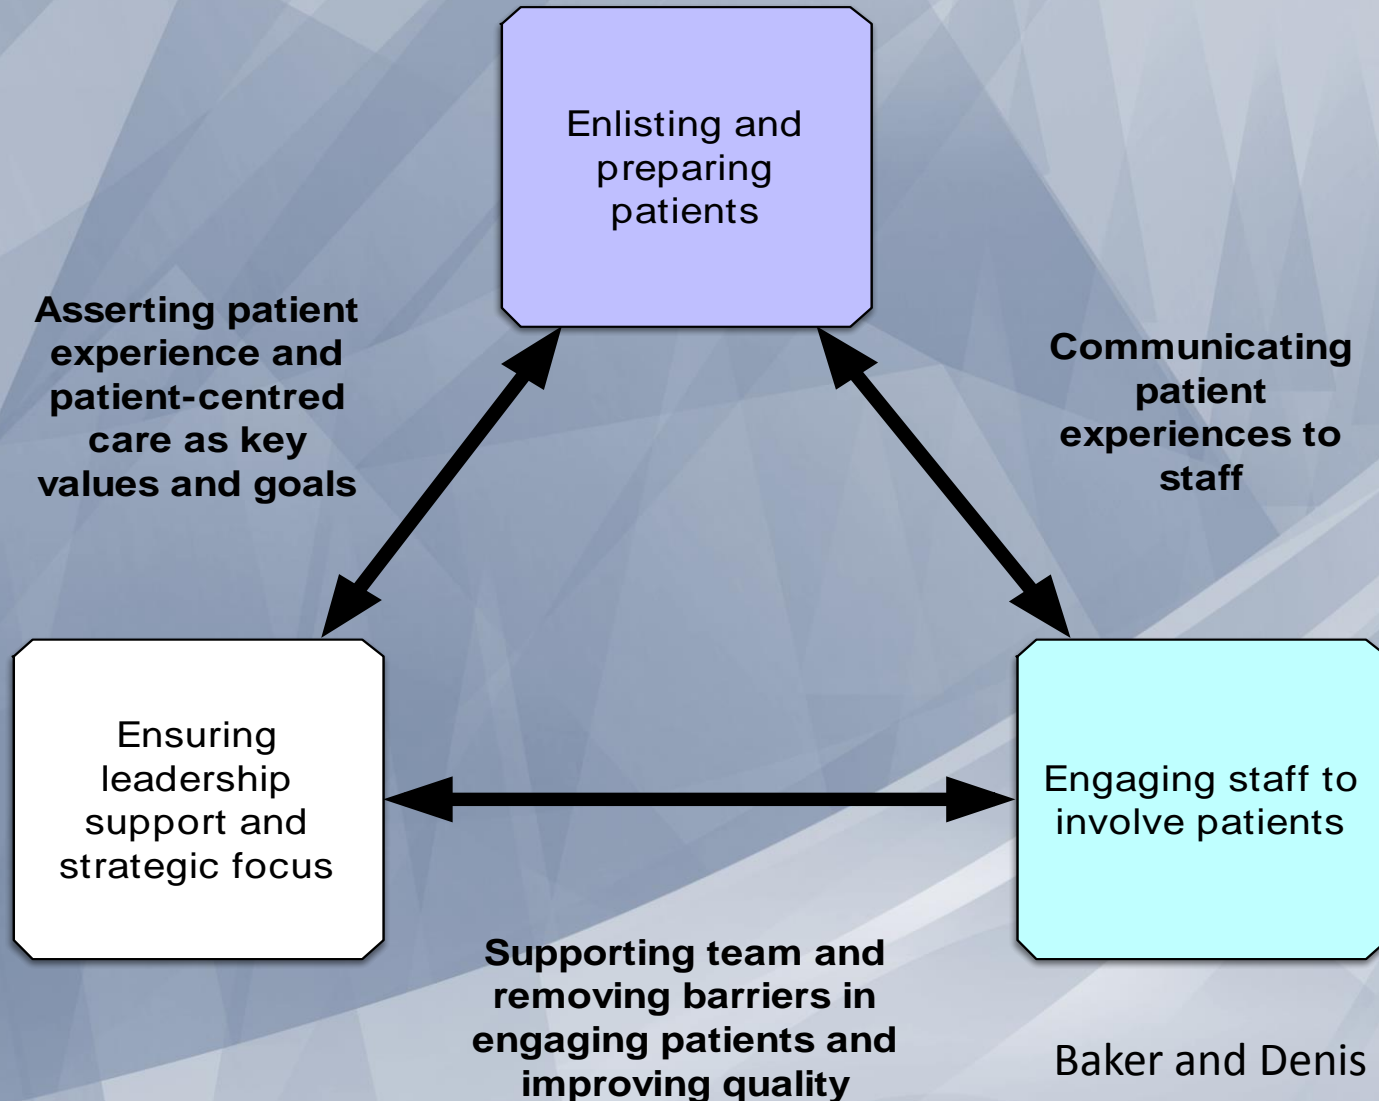 Enlisting and
preparing
patients
Asserting patient
experience and
patient-centred
care as key
values and goals
Communicating
patient
experiences to
staff
Ensuring
leadership
support and
strategic focus
Engaging staff to
involve patients
Supporting team and
removing barriers in
engaging patients and
improving quality
Baker and Denis